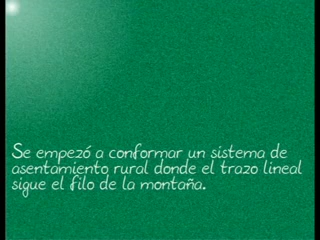 Se empezó a conformar un sistema de
asentamiento rural donde el trazo lineal
sigue el filo de la montaña.